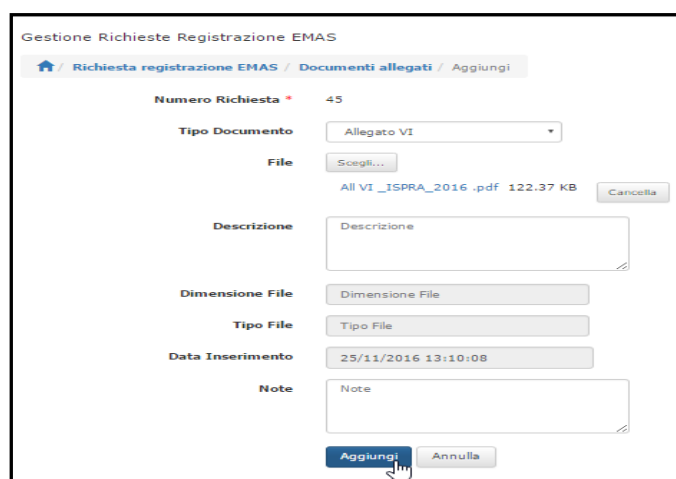 Gestione Richieste Registrazione EMAS
/ Richiesta registrazione EMAS / Documenti allegati / Aggiungi
Numero Richiesta * 45
Tipo Documento Allegato VI
File Scegli...
All VI _ISPRA_2016 .pdf 122.37 KB Cancella
Descrizione Descrizione
Dimensione File Dimensione File
Tipo File Tipo File
Data Inserimento 25/11/2016 13:10:08
Note Note
Aggiungi Annulla